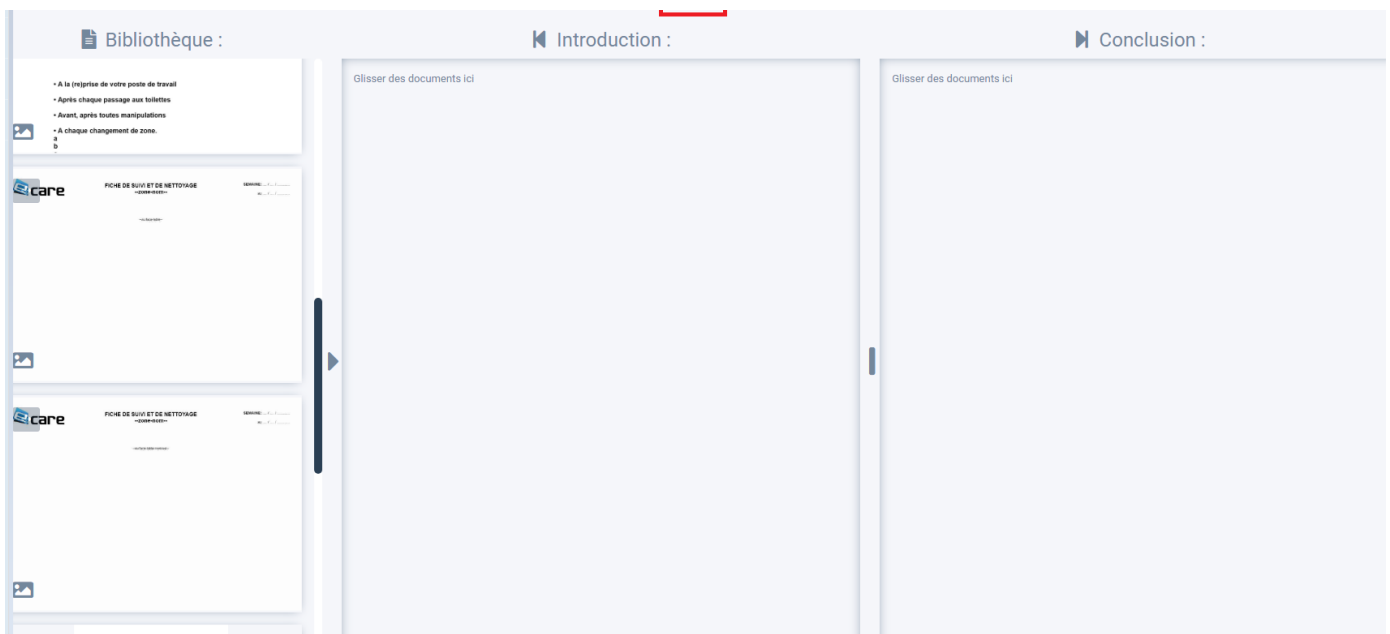 Bibliothèque :
Introduction :
Conclusion :
• A la (re)prise de votre poste de travail
• Après chaque passage aux toilettes
• Avant, après toutes manipulations
• A chaque changement de zone.
a
b
Glisser des documents ici
Glisser des documents ici
care
FICHE DE SUIVI ET DE NETTOYAGE
care
FICHE DE SUIVI ET DE NETTOYAGE